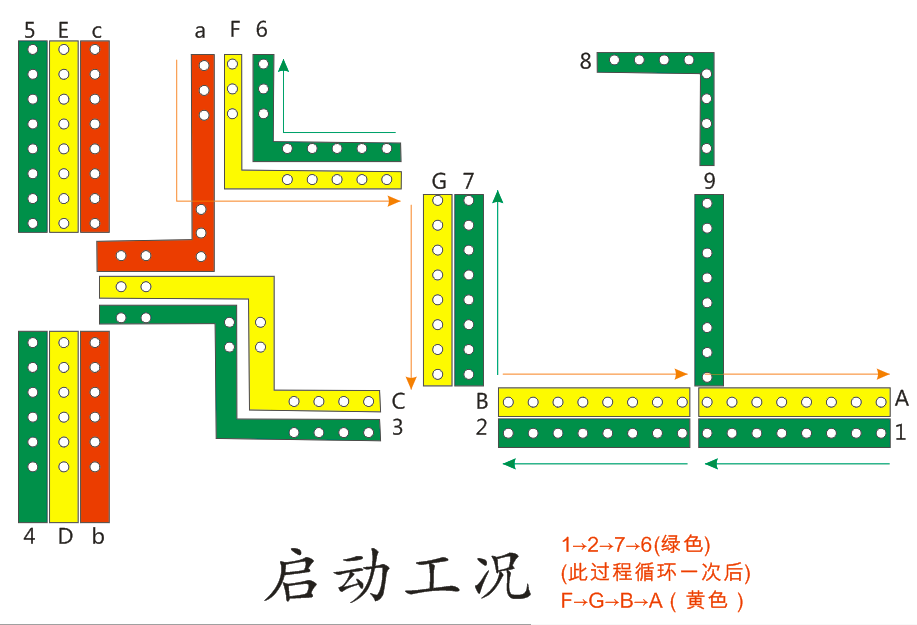 5 E c
a F 6
8
G 7
9
C
3
B
2
A
1
4 D b
启动工况
1→2→7→6(绿色)
(此过程循环一次后)
F→G→B→A ( 黄色 )